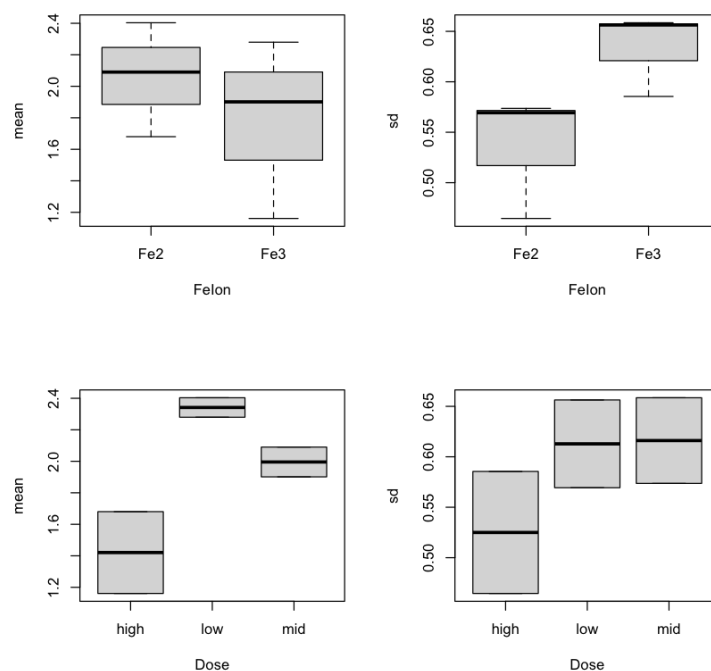 2.4
2.0
1.6
1.2
mean
Fe2 Fe3
FeIon
0.65
0.60
0.55
0.50
sd
Fe2 Fe3
FeIon
2.4
2.0
1.6
1.2
mean
high low mid
Dose
0.65
0.60
0.55
0.50
sd
high low mid
Dose